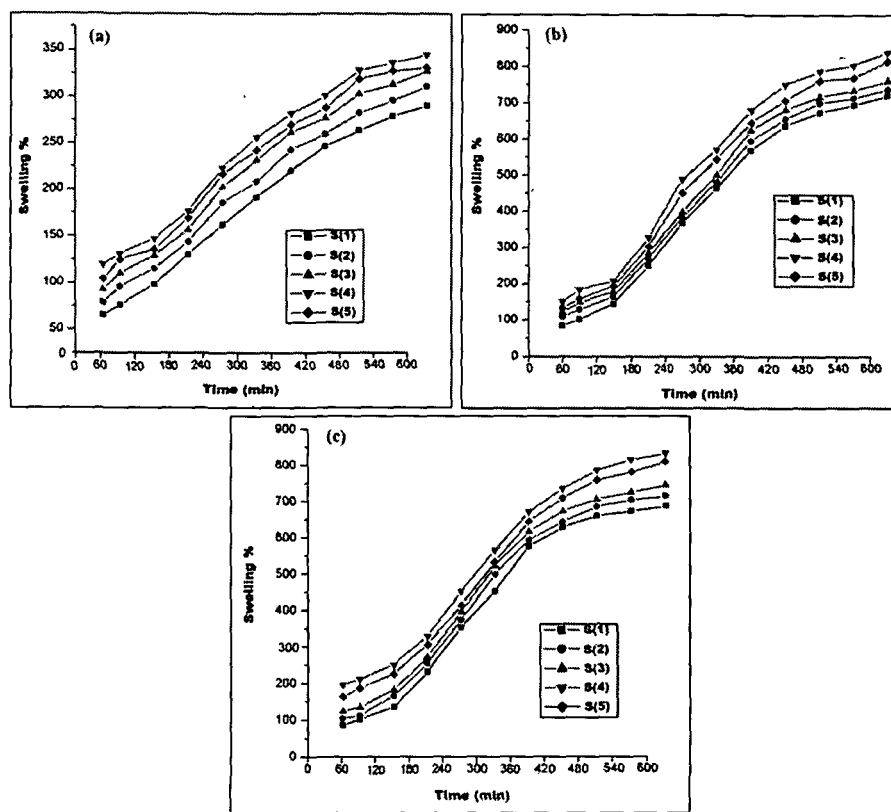 (a)
350
300
250
200
150
100
50
0
Swelling %
S(1)
S(2)
S(3)
S(4)
S(5)
0 60 120 180 240 300 360 420 480 540 600
Time (min)
(b)
900
800
700
600
500
400
300
200
100
0
Swelling %
S(1)
S(2)
S(3)
S(4)
S(5)
0 60 120 180 240 300 360 420 480 540 600
Time (min)
(c)
900
800
700
600
500
400
300
200
100
0
Swelling %
S(1)
S(2)
S(3)
S(4)
S(5)
0 60 120 180 240 300 360 420 480 540 600
Time (min)